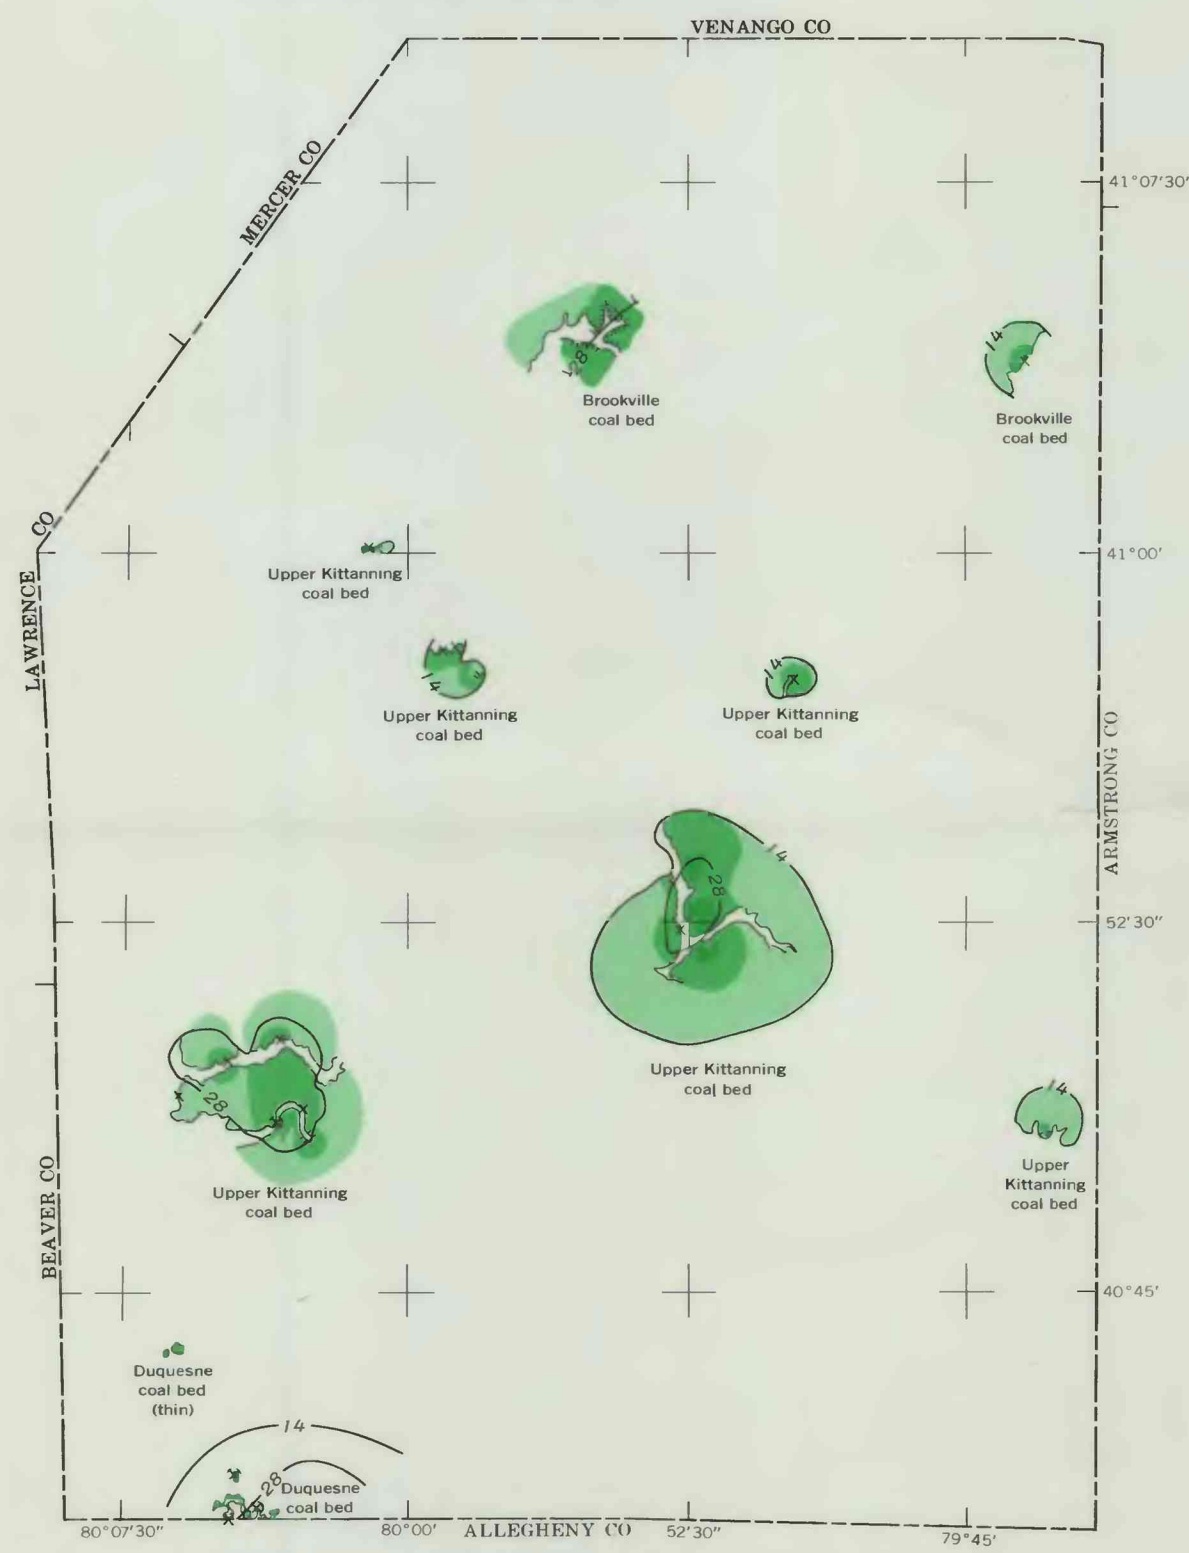 VENANGO CO
MERCER CO
41°07'30"
28
Brookville
coal bed
14
Brookville
coal bed
LAWRENCE CO
41°00'
Upper Kittanning
coal bed
14
Upper Kittanning
coal bed
14
Upper Kittanning
coal bed
ARMSTRONG CO
14
28
52'30"
Upper Kittanning
coal bed
28
Upper Kittanning
coal bed
14
Upper
Kittanning
coal bed
BEAVER CO
40°45'
Duquesne
coal bed
(thin)
14
28
Duquesne
coal bed
80°07'30"
80°00'
ALLEGHENY CO
52'30"
79°45'